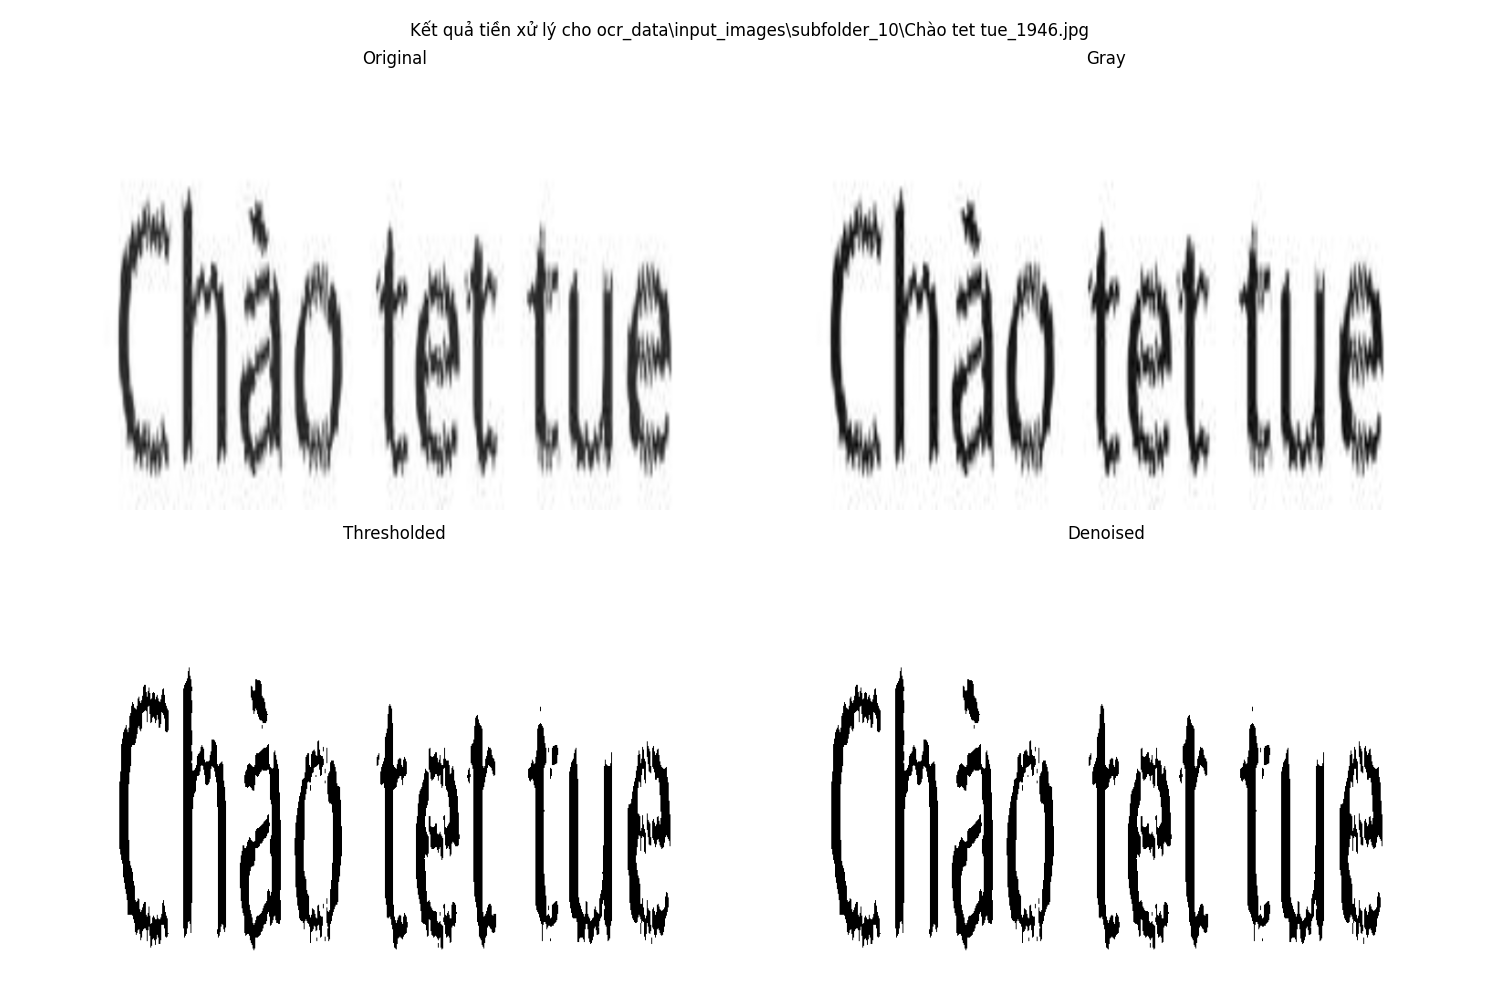 Kết quả tiền xử lý cho ocr_data\input_images\subfolder_10\Chào tet tue_1946.jpg
Original
Gray
Chào tet tue
Chào tet tue
Thresholded
Denoised
Chào tet tue
Chào tet tue